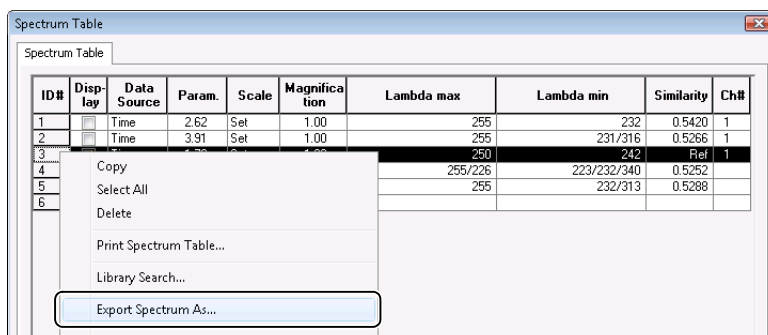 Spectrum Table
Spectrum Table
ID# Disp-lay Data Source Param. Scale Magnification Lambda max Lambda min Similarity Ch#
1 Time 2.62 Set 1.00 255 232 0.5420 1
2 Time 3.91 Set 1.00 255 231/316 0.5266 1
3 250 242 Ref 1
4 255/226 223/232/340 0.5252
5 255 232/313 0.5288
6
Copy
Select All
Delete
Print Spectrum Table...
Library Search...
Export Spectrum As...